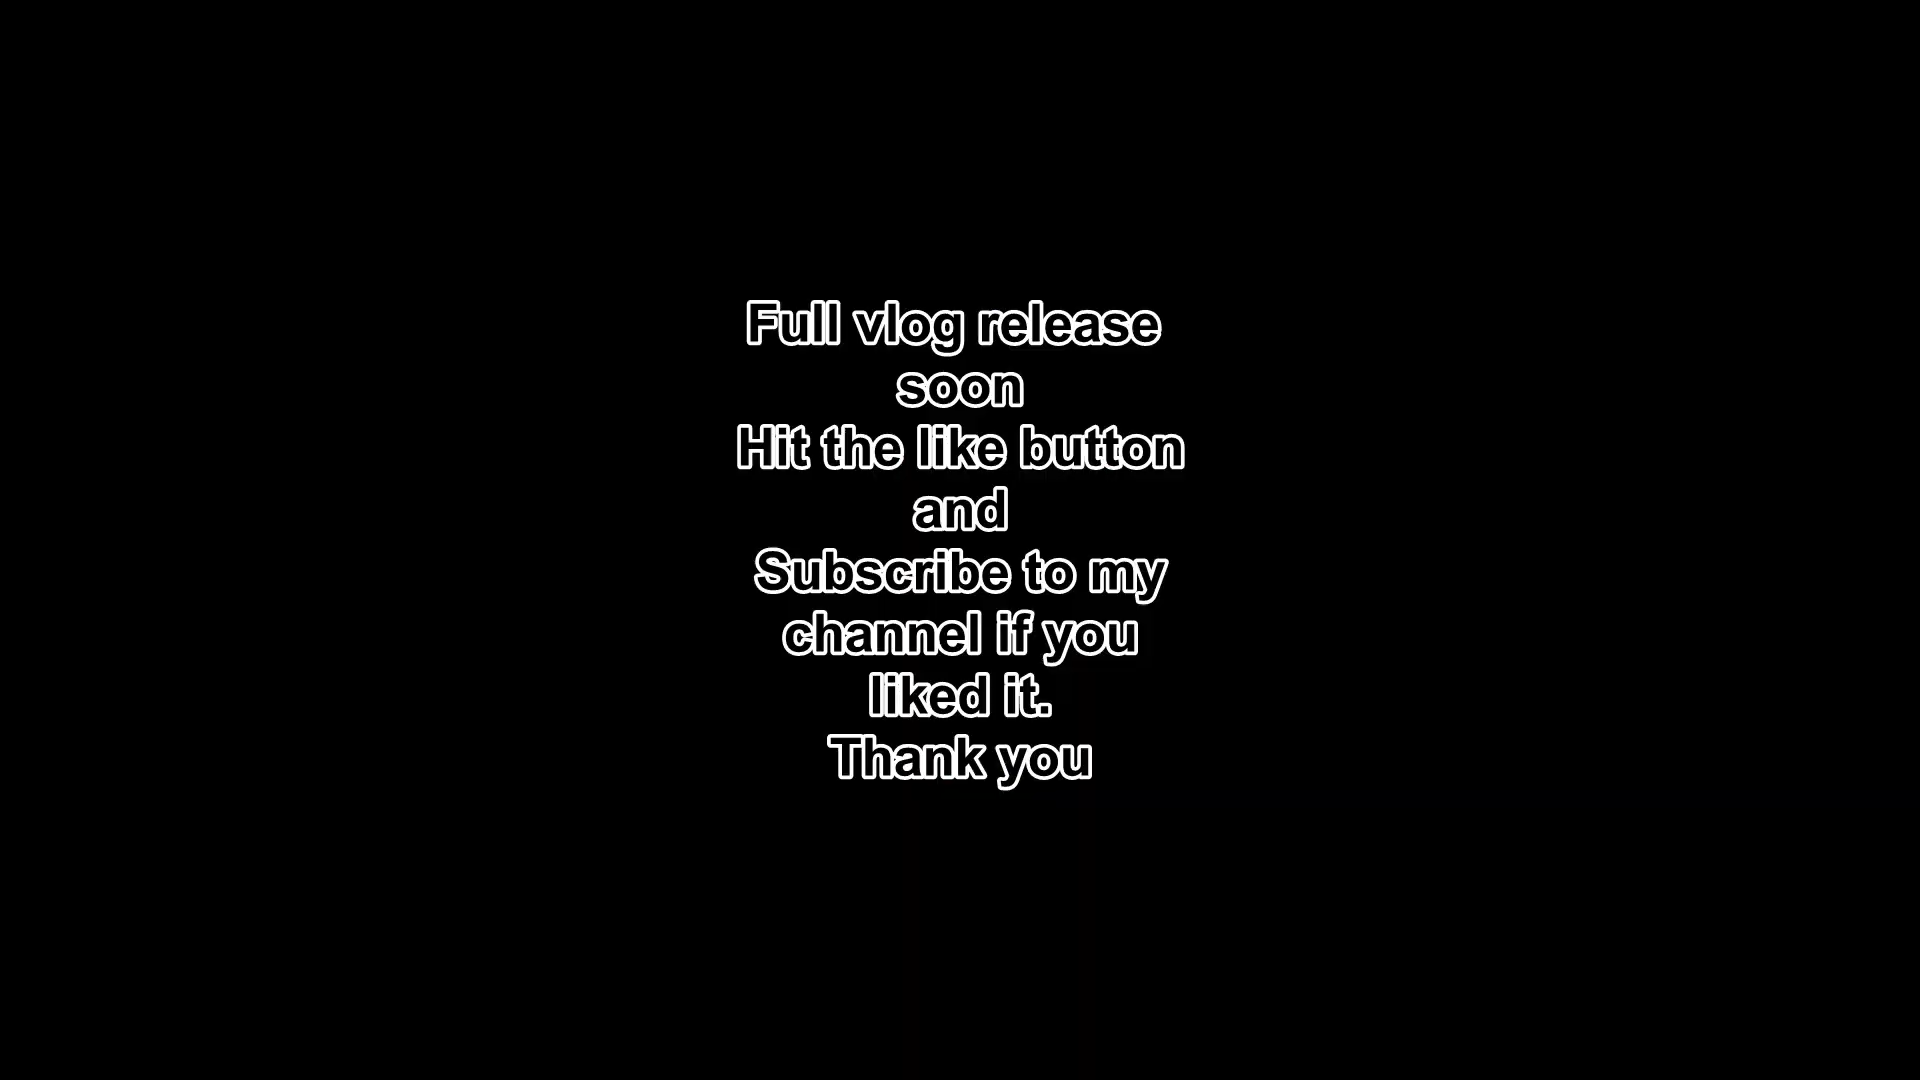 Full vlog release
soon
Hit the like button
and
Subscribe to my
channel if you
liked it.
Thank you